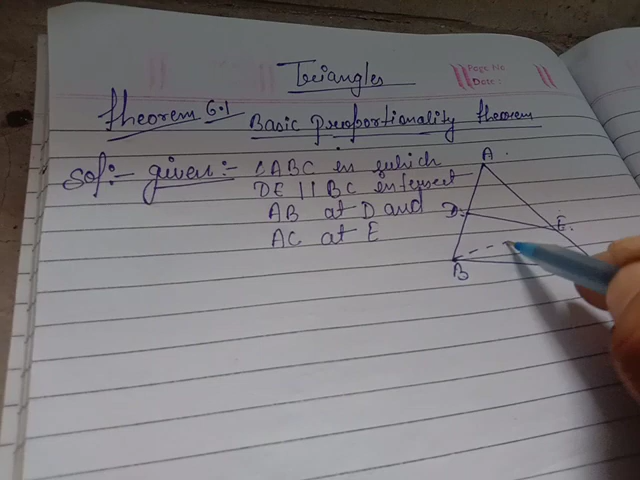 Triangles
Page No
Date:
Theorem 6.1 Basic proportionality theorem
Sol:- given:- △ABC in which
DE || BC intersect
AB at D and
AC at E
A
D
E
B